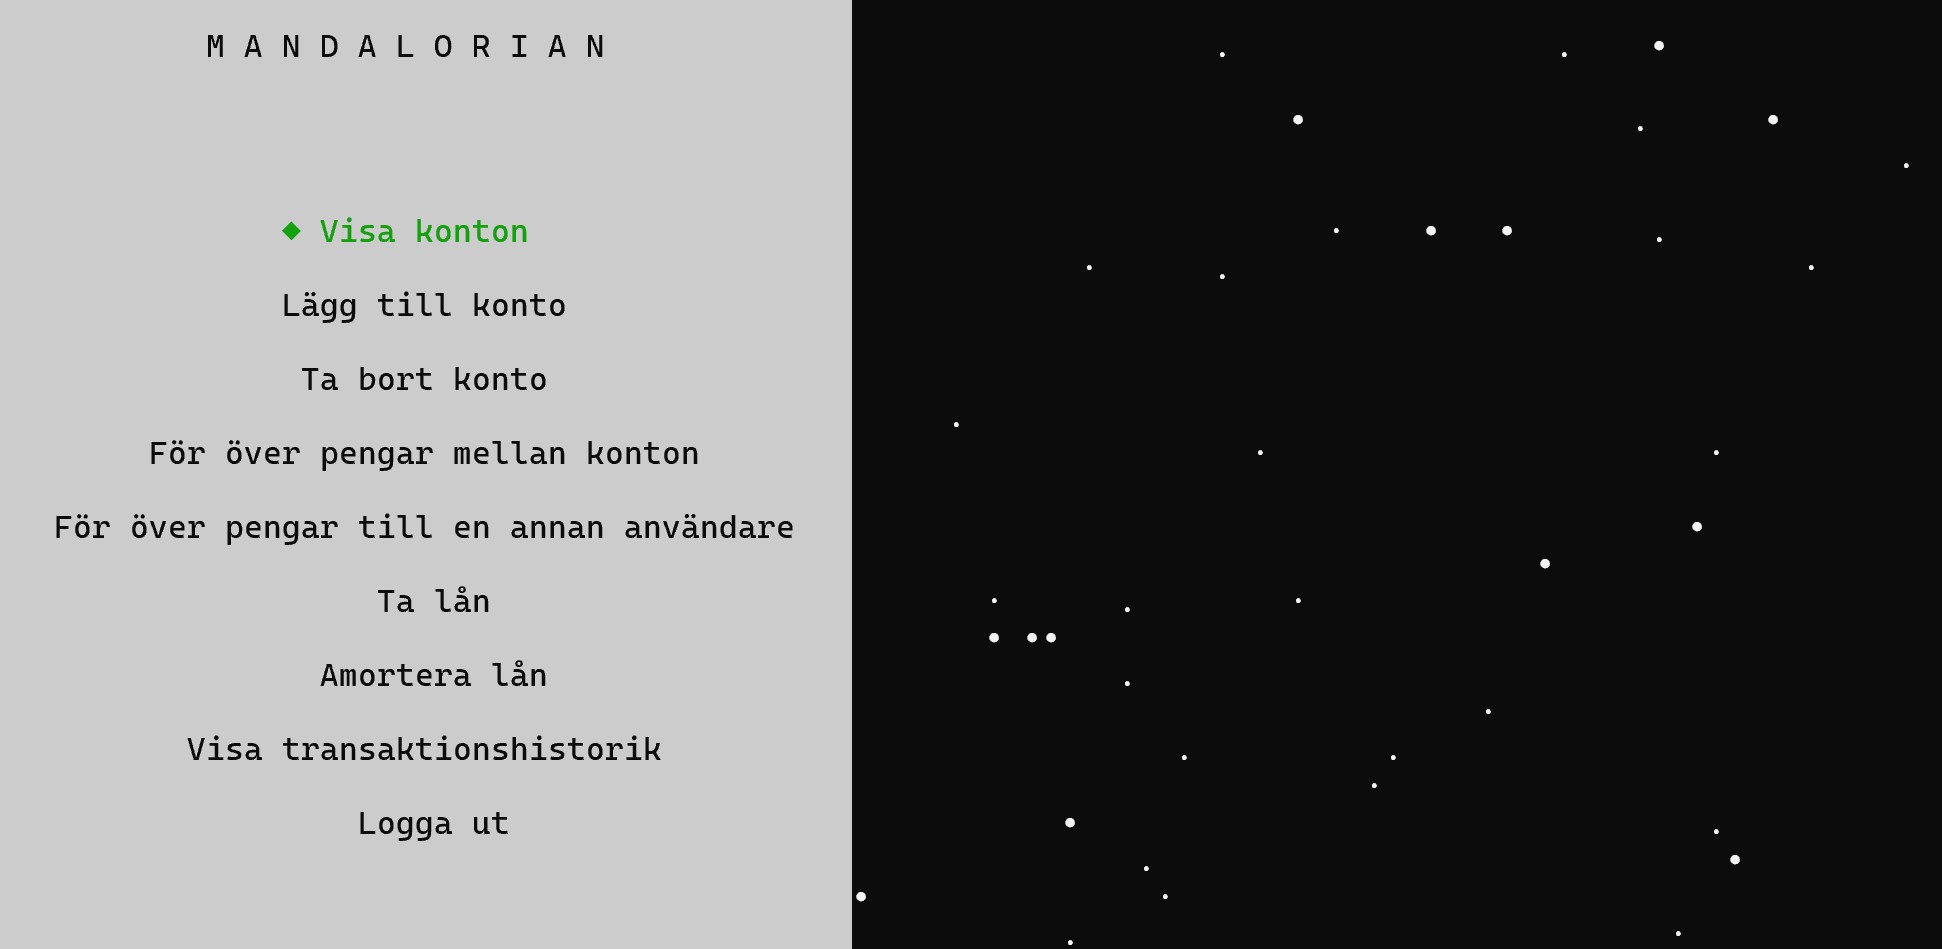 M A N D A L O R I A N
◆ Visa konton
Lägg till konto
Ta bort konto
För över pengar mellan konton
För över pengar till en annan användare
Ta lån
Amortera lån
Visa transaktionshistorik
Logga ut